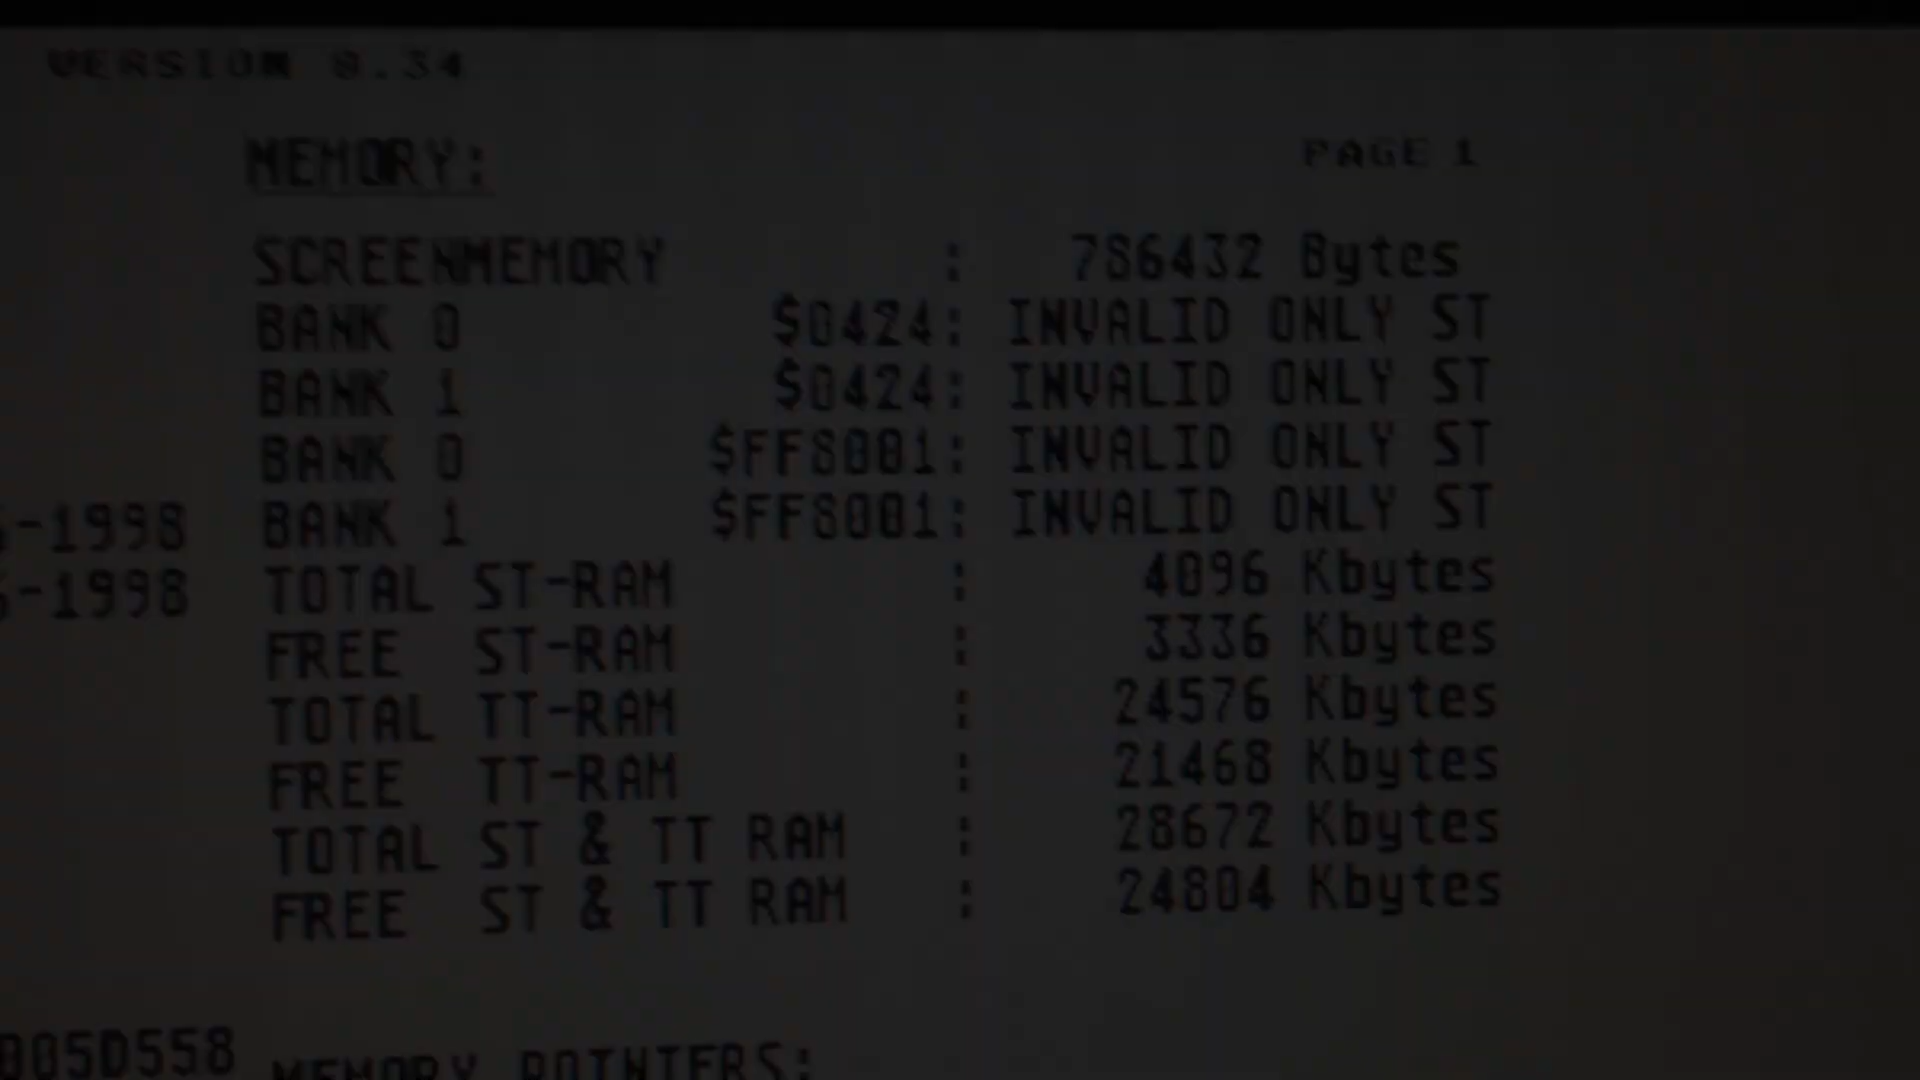 VERSION 8.34
MEMORY: PAGE 1
SCREENMEMORY : 786432 Bytes
BANK 0 $0424: INVALID ONLY ST
BANK 1 $0424: INVALID ONLY ST
BANK 0 $FF8001: INVALID ONLY ST
-1998 BANK 1 $FF8001: INVALID ONLY ST
-1998 TOTAL ST-RAM : 4096 Kbytes
FREE ST-RAM : 3336 Kbytes
TOTAL TT-RAM : 24576 Kbytes
FREE TT-RAM : 21468 Kbytes
TOTAL ST & TT RAM : 28672 Kbytes
FREE ST & TT RAM : 24804 Kbytes
005D558 MEMORY POINTERS: